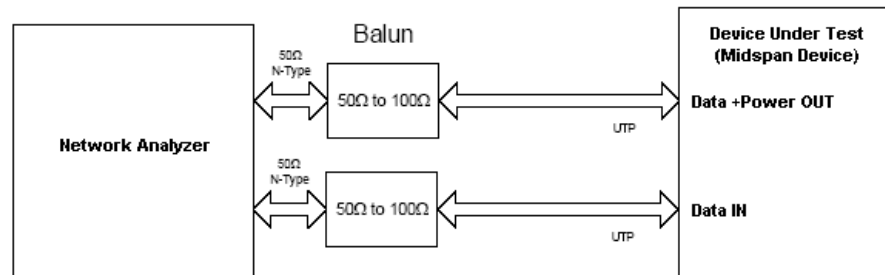 Balun
Device Under Test
(Midspan Device)
50Ω
N-Type
50Ω to 100Ω
Data +Power OUT
UTP
Network Analyzer
50Ω
N-Type
50Ω to 100Ω
Data IN
UTP